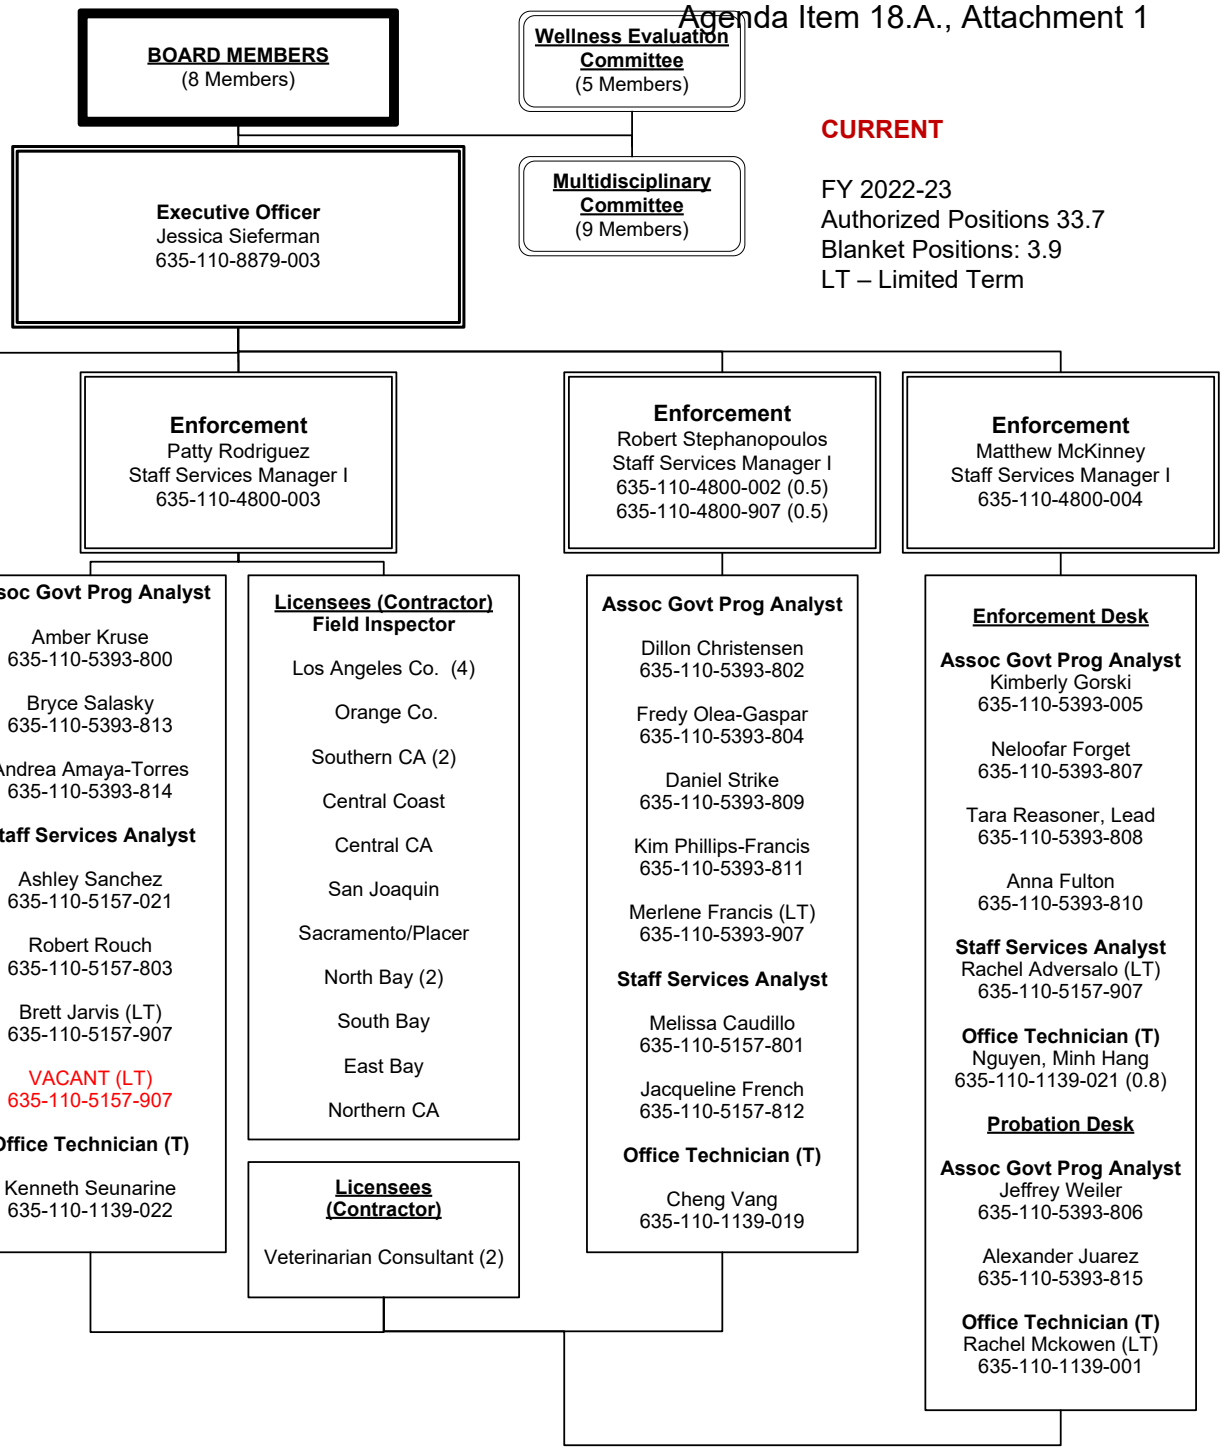 Agenda Item 18.A., Attachment 1
BOARD MEMBERS
(8 Members)
Wellness Evaluation
Committee
(5 Members)
Multidisciplinary
Committee
(9 Members)
CURRENT
FY 2022-23
Authorized Positions 33.7
Blanket Positions: 3.9
LT – Limited Term
Executive Officer
Jessica Sieferman
635-110-8879-003
Enforcement
Patty Rodriguez
Staff Services Manager I
635-110-4800-003
Enforcement
Robert Stephanopoulos
Staff Services Manager I
635-110-4800-002 (0.5)
635-110-4800-907 (0.5)
Enforcement
Matthew McKinney
Staff Services Manager I
635-110-4800-004
soc Govt Prog Analyst
Amber Kruse
635-110-5393-800
Bryce Salasky
635-110-5393-813
Andrea Amaya-Torres
635-110-5393-814
taff Services Analyst
Ashley Sanchez
635-110-5157-021
Robert Rouch
635-110-5157-803
Brett Jarvis (LT)
635-110-5157-907
VACANT (LT)
635-110-5157-907
Office Technician (T)
Kenneth Seunarine
635-110-1139-022
Licensees (Contractor)
Field Inspector
Los Angeles Co. (4)
Orange Co.
Southern CA (2)
Central Coast
Central CA
San Joaquin
Sacramento/Placer
North Bay (2)
South Bay
East Bay
Northern CA
Licensees
(Contractor)
Veterinarian Consultant (2)
Assoc Govt Prog Analyst
Dillon Christensen
635-110-5393-802
Fredy Olea-Gaspar
635-110-5393-804
Daniel Strike
635-110-5393-809
Kim Phillips-Francis
635-110-5393-811
Merlene Francis (LT)
635-110-5393-907
Staff Services Analyst
Melissa Caudillo
635-110-5157-801
Jacqueline French
635-110-5157-812
Office Technician (T)
Cheng Vang
635-110-1139-019
Enforcement Desk
Assoc Govt Prog Analyst
Kimberly Gorski
635-110-5393-005
Neloofar Forget
635-110-5393-807
Tara Reasoner, Lead
635-110-5393-808
Anna Fulton
635-110-5393-810
Staff Services Analyst
Rachel Adversalo (LT)
635-110-5157-907
Office Technician (T)
Nguyen, Minh Hang
635-110-1139-021 (0.8)
Probation Desk
Assoc Govt Prog Analyst
Jeffrey Weiler
635-110-5393-806
Alexander Juarez
635-110-5393-815
Office Technician (T)
Rachel Mckowen (LT)
635-110-1139-001